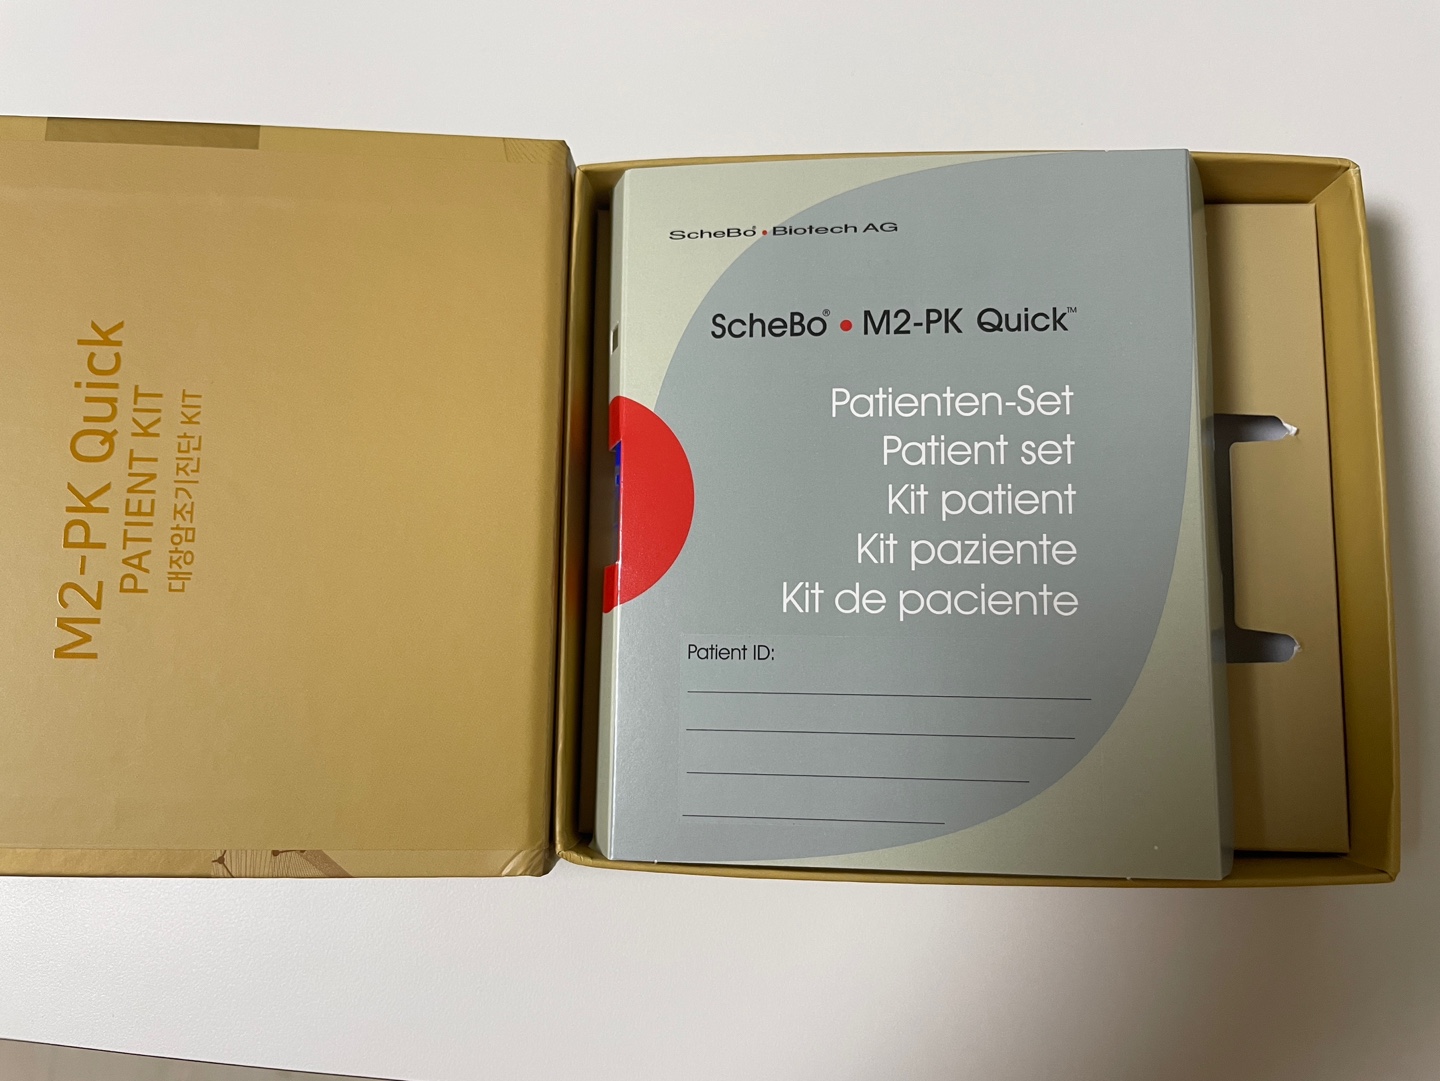 M2-PK Quick
PATIENT KIT
대장암조기진단 KIT
ScheBo® • Biotech AG
ScheBo® • M2-PK Quick™
Patienten-Set
Patient set
Kit patient
Kit paziente
Kit de paciente
Patient ID: